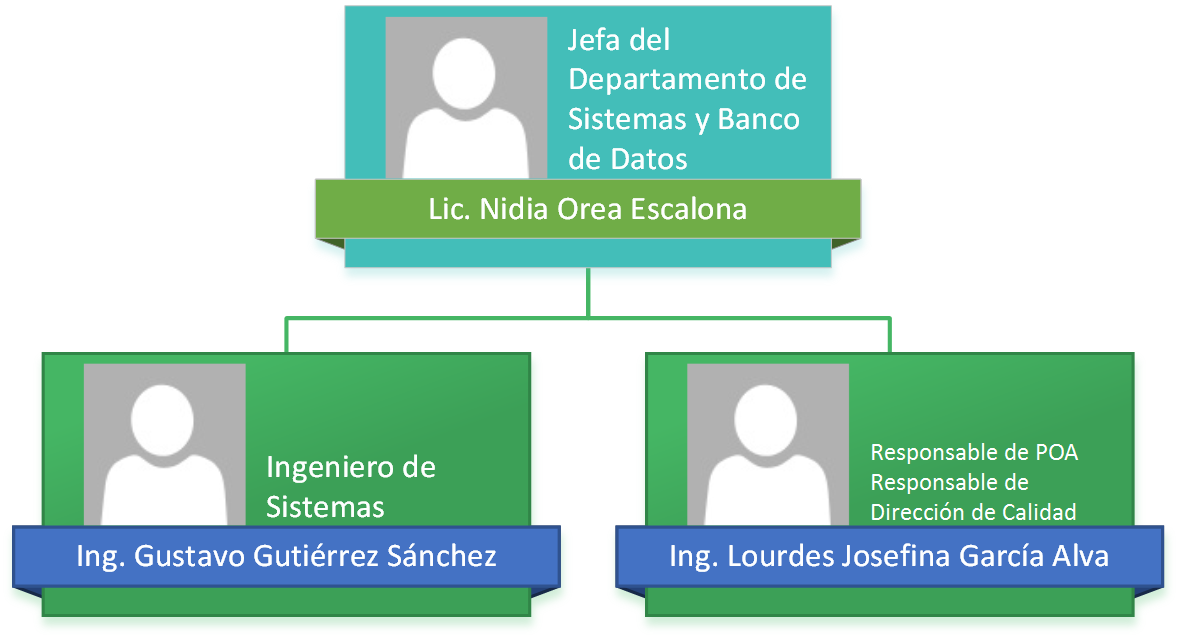 Jefa del
Departamento de
Sistemas y Banco
de Datos
Lic. Nidia Orea Escalona
Ingeniero de
Sistemas
Ing. Gustavo Gutiérrez Sánchez
Responsable de POA
Responsable de
Dirección de Calidad
Ing. Lourdes Josefina García Alva